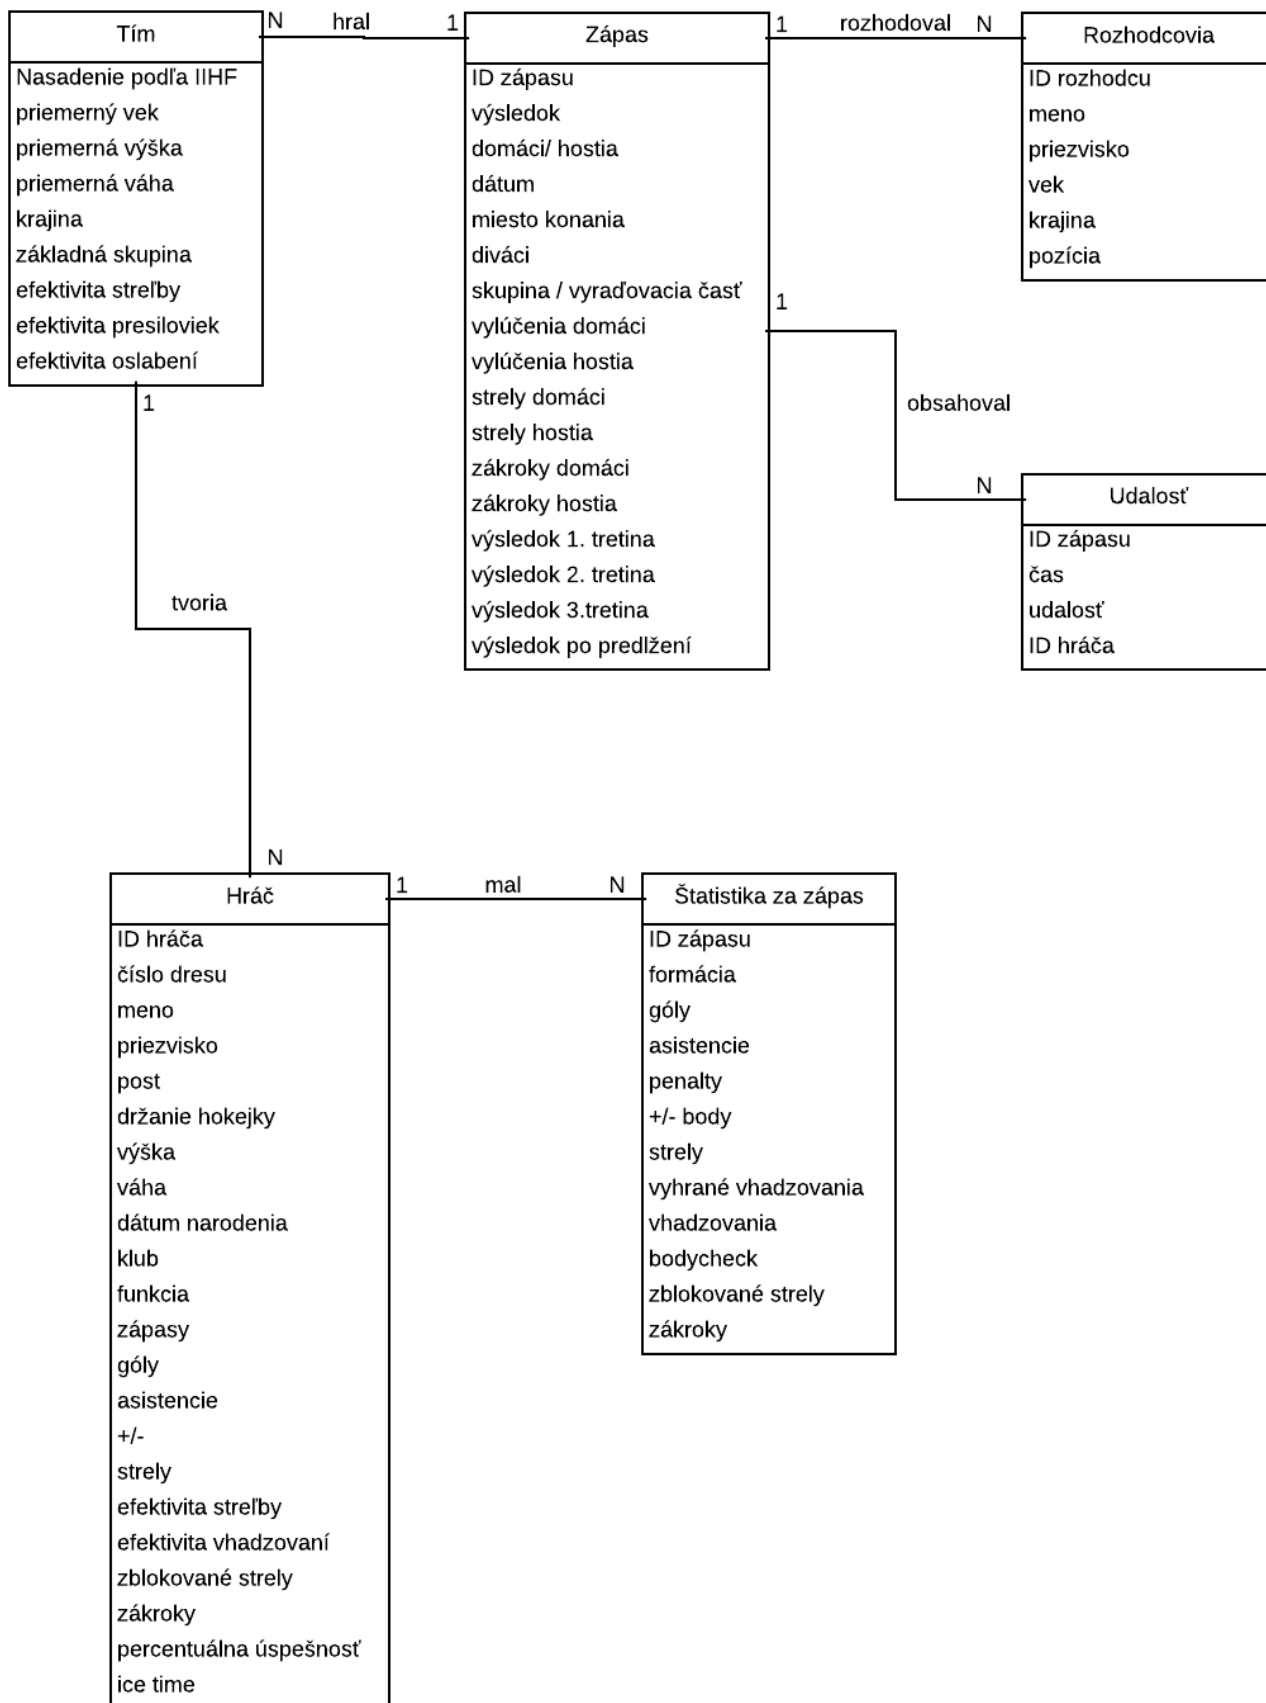 Tím
Nasadenie podľa IIHF
priemerný vek
priemerná výška
priemerná váha
krajina
základná skupina
efektivita streľby
efektivita presiloviek
efektivita oslabení
N
hral
1
Zápas
ID zápasu
výsledok
domáci/ hostia
dátum
miesto konania
diváci
skupina / vyraďovacia časť
vylúčenia domáci
vylúčenia hostia
strely domáci
strely hostia
zákroky domáci
zákroky hostia
výsledok 1. tretina
výsledok 2. tretina
výsledok 3.tretina
výsledok po predlžení
1
rozhodoval
N
Rozhodcovia
ID rozhodcu
meno
priezvisko
vek
krajina
pozícia
1
obsahoval
N
Udalosť
ID zápasu
čas
udalosť
ID hráča
1
tvoria
N
Hráč
ID hráča
číslo dresu
meno
priezvisko
post
držanie hokejky
výška
váha
dátum narodenia
klub
funkcia
zápasy
góly
asistencie
+/-
strely
efektivita streľby
efektivita vhadzovaní
zblokované strely
zákroky
percentuálna úspešnosť
ice time
1
mal
N
Štatistika za zápas
ID zápasu
formácia
góly
asistencie
penalty
+/- body
strely
vyhrané vhadzovania
vhadzovania
bodycheck
zblokované strely
zákroky